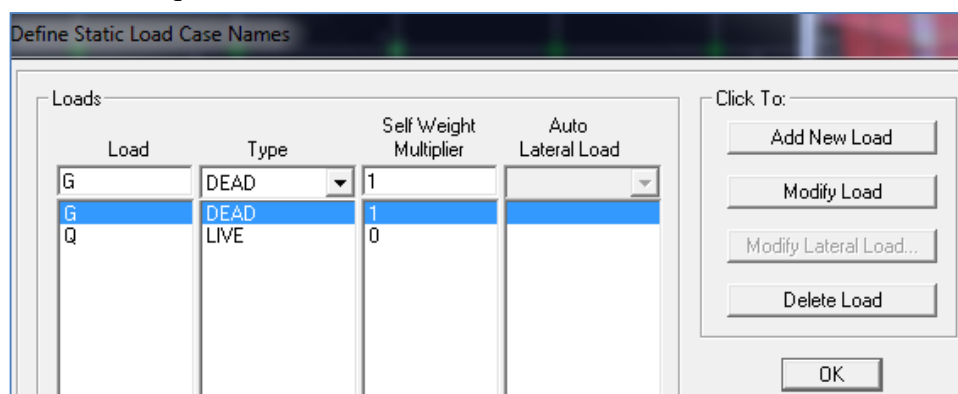 Define Static Load Case Names
Loads
Load Type Self Weight Multiplier Auto Lateral Load
G DEAD 1
G DEAD 1
Q LIVE 0
Click To:
Add New Load
Modify Load
Modify Lateral Load...
Delete Load
OK